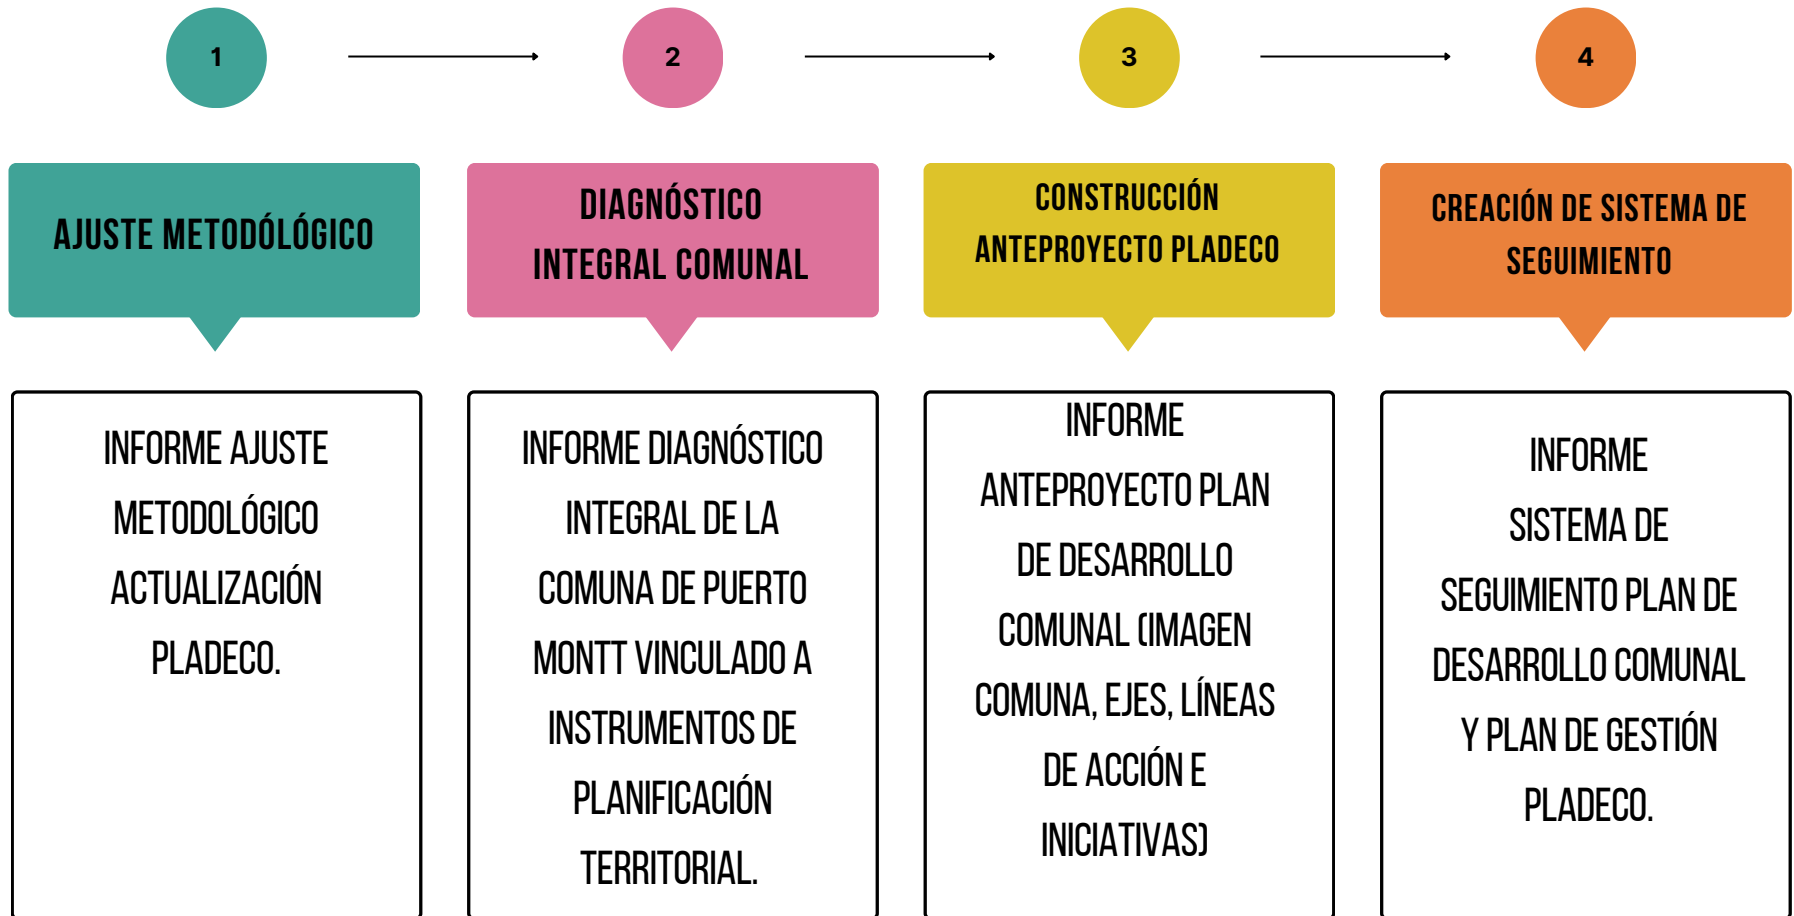 1
2
3
4
AJUSTE METODÓLÓGICO
DIAGNÓSTICO
INTEGRAL COMUNAL
CONSTRUCCIÓN
ANTEPROYECTO PLADECO
CREACIÓN DE SISTEMA DE
SEGUIMIENTO
INFORME AJUSTE
METODOLÓGICO
ACTUALIZACIÓN
PLADECO.
INFORME DIAGNÓSTICO
INTEGRAL DE LA
COMUNA DE PUERTO
MONTT VINCULADO A
INSTRUMENTOS DE
PLANIFICACIÓN
TERRITORIAL.
INFORME
ANTEPROYECTO PLAN
DE DESARROLLO
COMUNAL (IMAGEN
COMUNA, EJES, LÍNEAS
DE ACCIÓN E
INICIATIVAS)
INFORME
SISTEMA DE
SEGUIMIENTO PLAN DE
DESARROLLO COMUNAL
Y PLAN DE GESTIÓN
PLADECO.